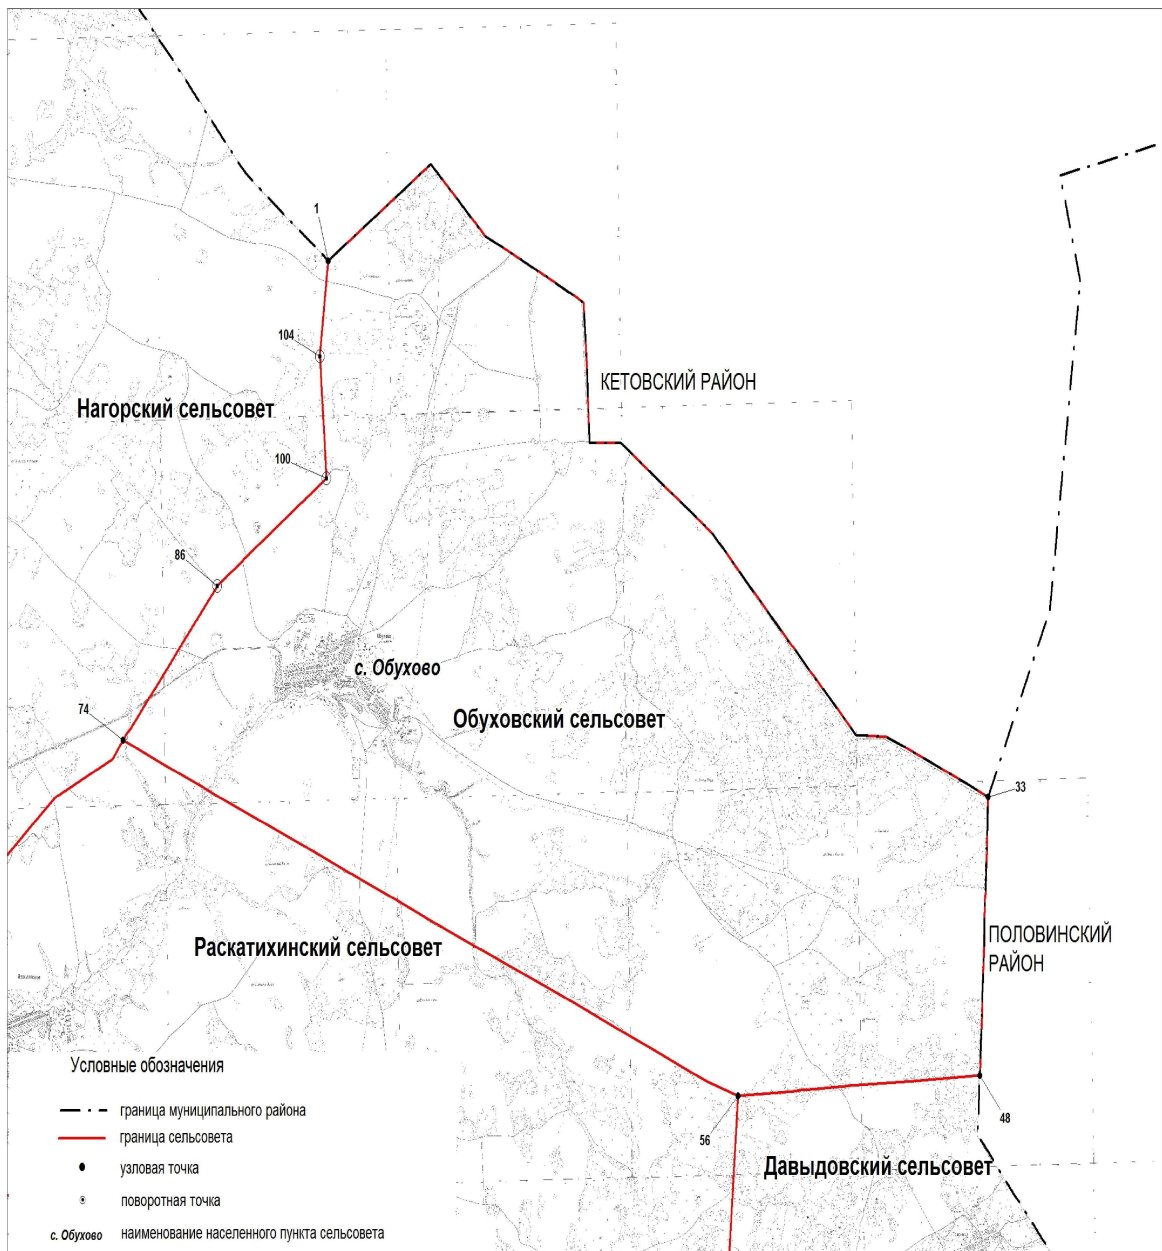 1
104
КЕТОВСКИЙ РАЙОН
Нагорский сельсовет
100
86
с. Обухово
74
Обуховский сельсовет
33
Раскатихинский сельсовет
ПОЛОВИНСКИЙ
РАЙОН
48
56
Давыдовский сельсовет
Условные обозначения
граница муниципального района
граница сельсовета
узловая точка
поворотная точка
с. Обухово наименование населенного пункта сельсовета